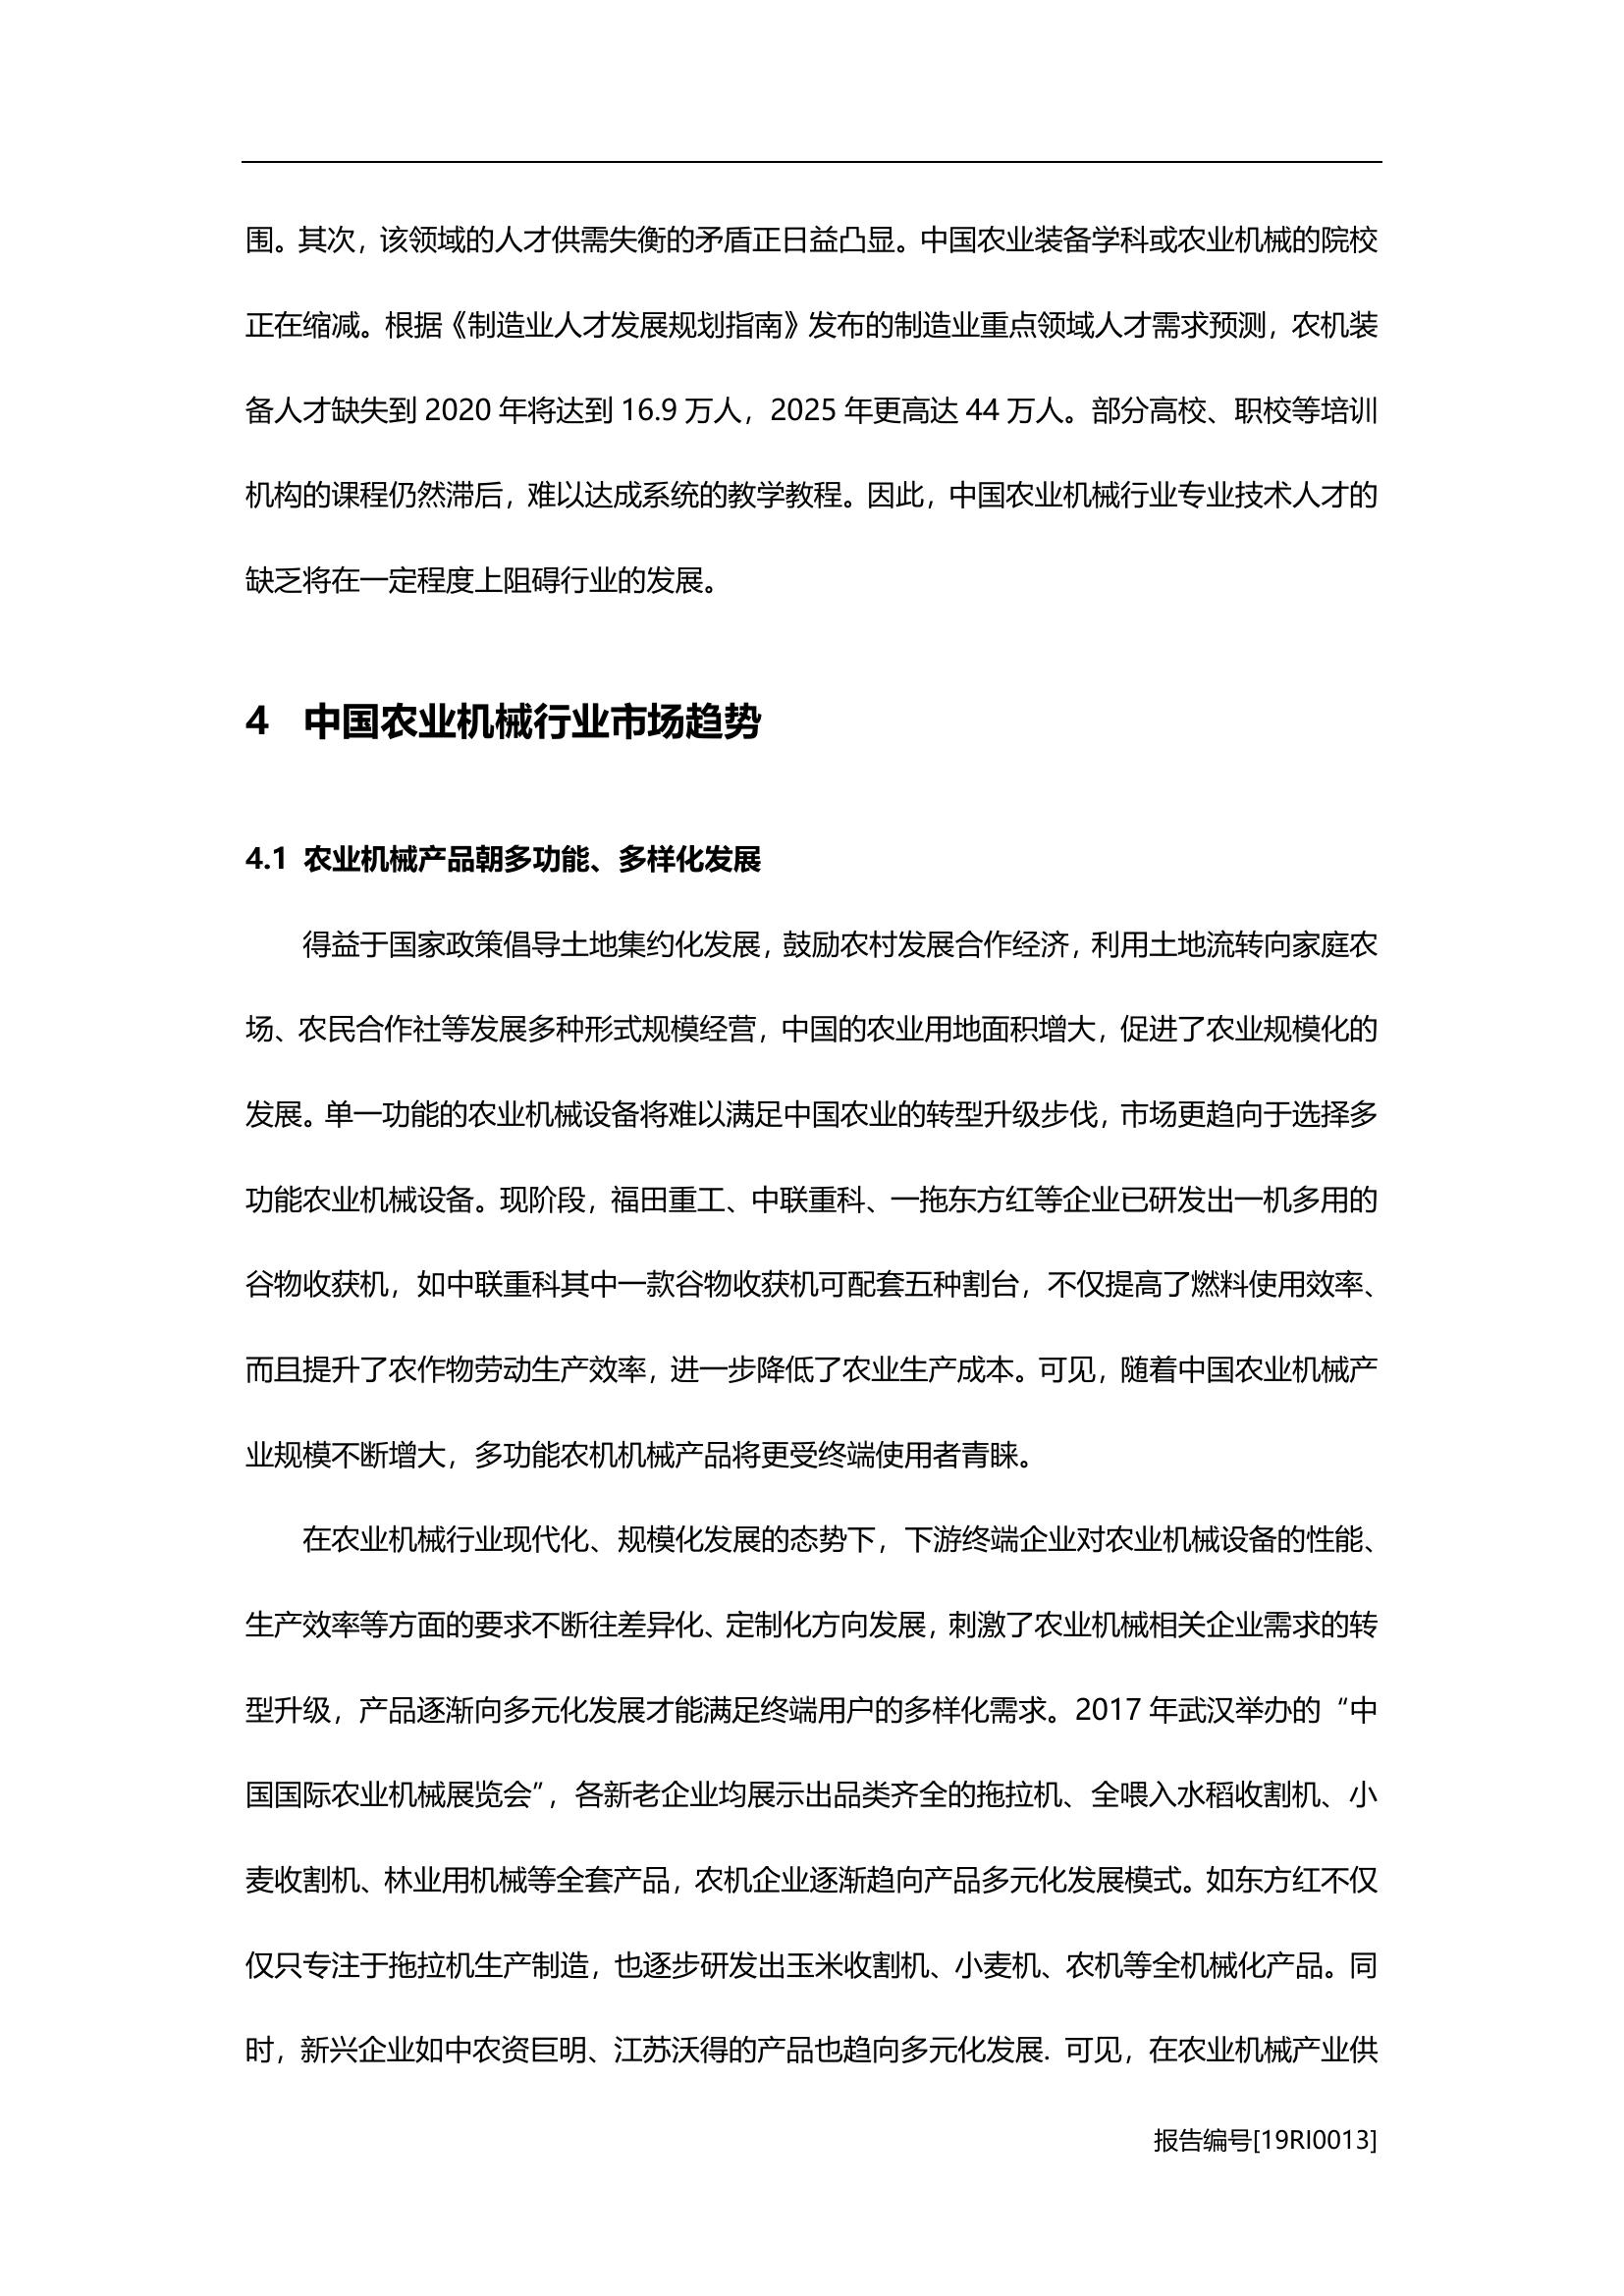 围。其次，该领域的人才供需失衡的矛盾正日益凸显。中国农业装备学科或农业机械的院校
正在缩减。根据《制造业人才发展规划指南》发布的制造业重点领域人才需求预测，农机装
备人才缺失到 2020 年将达到 16.9 万人，2025 年更高达 44 万人。部分高校、职校等培训
机构的课程仍然滞后，难以达成系统的教学教程。因此，中国农业机械行业专业技术人才的
缺乏将在一定程度上阻碍行业的发展。
4 中国农业机械行业市场趋势
4.1 农业机械产品朝多功能、多样化发展
得益于国家政策倡导土地集约化发展，鼓励农村发展合作经济，利用土地流转向家庭农
场、农民合作社等发展多种形式规模经营，中国的农业用地面积增大，促进了农业规模化的
发展。单一功能的农业机械设备将难以满足中国农业的转型升级步伐，市场更趋向于选择多
功能农业机械设备。现阶段，福田重工、中联重科、一拖东方红等企业已研发出一机多用的
谷物收获机，如中联重科其中一款谷物收获机可配套五种割台，不仅提高了燃料使用效率、
而且提升了农作物劳动生产效率，进一步降低了农业生产成本。可见，随着中国农业机械产
业规模不断增大，多功能农机机械产品将更受终端使用者青睐。
在农业机械行业现代化、规模化发展的态势下，下游终端企业对农业机械设备的性能、
生产效率等方面的要求不断往差异化、定制化方向发展，刺激了农业机械相关企业需求的转
型升级，产品逐渐向多元化发展才能满足终端用户的多样化需求。2017 年武汉举办的“中
国国际农业机械展览会”，各新老企业均展示出品类齐全的拖拉机、全喂入水稻收割机、小
麦收割机、林业用机械等全套产品，农机企业逐渐趋向产品多元化发展模式。如东方红不仅
仅只专注于拖拉机生产制造，也逐步研发出玉米收割机、小麦机、农机等全机械化产品。同
时，新兴企业如中农资巨明、江苏沃得的产品也趋向多元化发展. 可见，在农业机械产业供
报告编号[19RI0013]